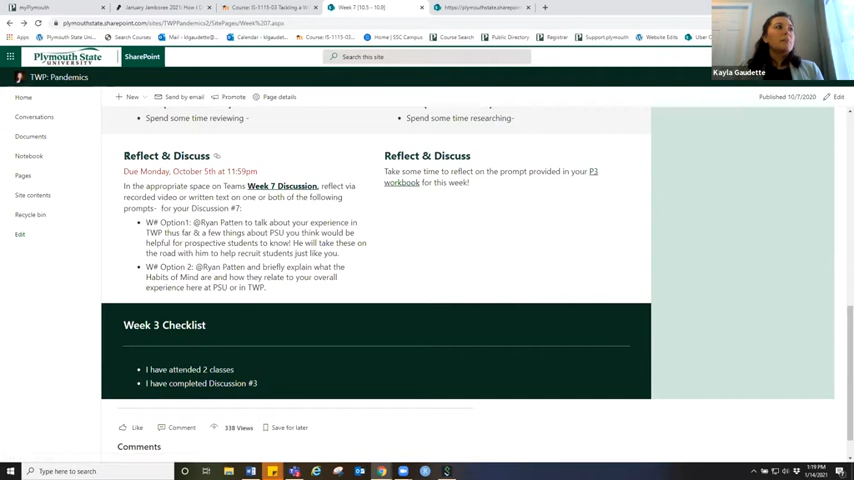 myPlymouth
January Jamboree 2021: How I
Course: IS-1115-03 Tackling a W
Week 7 [10.5 - 10.9]
https://plymouthstate.sharepoint
plymouthstate.sharepoint.com/sites/TWPPandemics2/SitePages/Week%207.aspx
Apps
Plymouth State Uni...
Search Courses
Mail - klgaudette@...
Course: IS-5115-03...
Home | SSC Campus
Course Search
Public Directory
Registrar
Support.plymouth
Website Edits
Uber
Plymouth State
UNIVERSITY
SharePoint
Search this site
Kayla Gaudette
TWP: Pandemics
Home
Conversations
Documents
Notebook
Pages
Site contents
Recycle bin
Edit
New
Send by email
Promote
Page details
Published 10/7/2020
Edit
• Spend some time reviewing -
• Spend some time researching-
Reflect & Discuss
Due Monday, October 5th at 11:59pm
In the appropriate space on Teams Week 7 Discussion, reflect via
recorded video or written text on one or both of the following
prompts- for your Discussion #7:
• W# Option1: @Ryan Patten to talk about your experience in
TWP thus far & a few things about PSU you think would be
helpful for prospective students to know! He will take these on
the road with him to help recruit students just like you.
• W# Option 2: @Ryan Patten and briefly explain what the
Habits of Mind are and how they relate to your overall
experience here at PSU or in TWP.
Reflect & Discuss
Take some time to reflect on the prompt provided in your P3
workbook for this week!
Week 3 Checklist
• I have attended 2 classes
• I have completed Discussion #3
Like
Comment
338 Views
Save for later
Comments
Type here to search
1:19 PM
1/14/2021